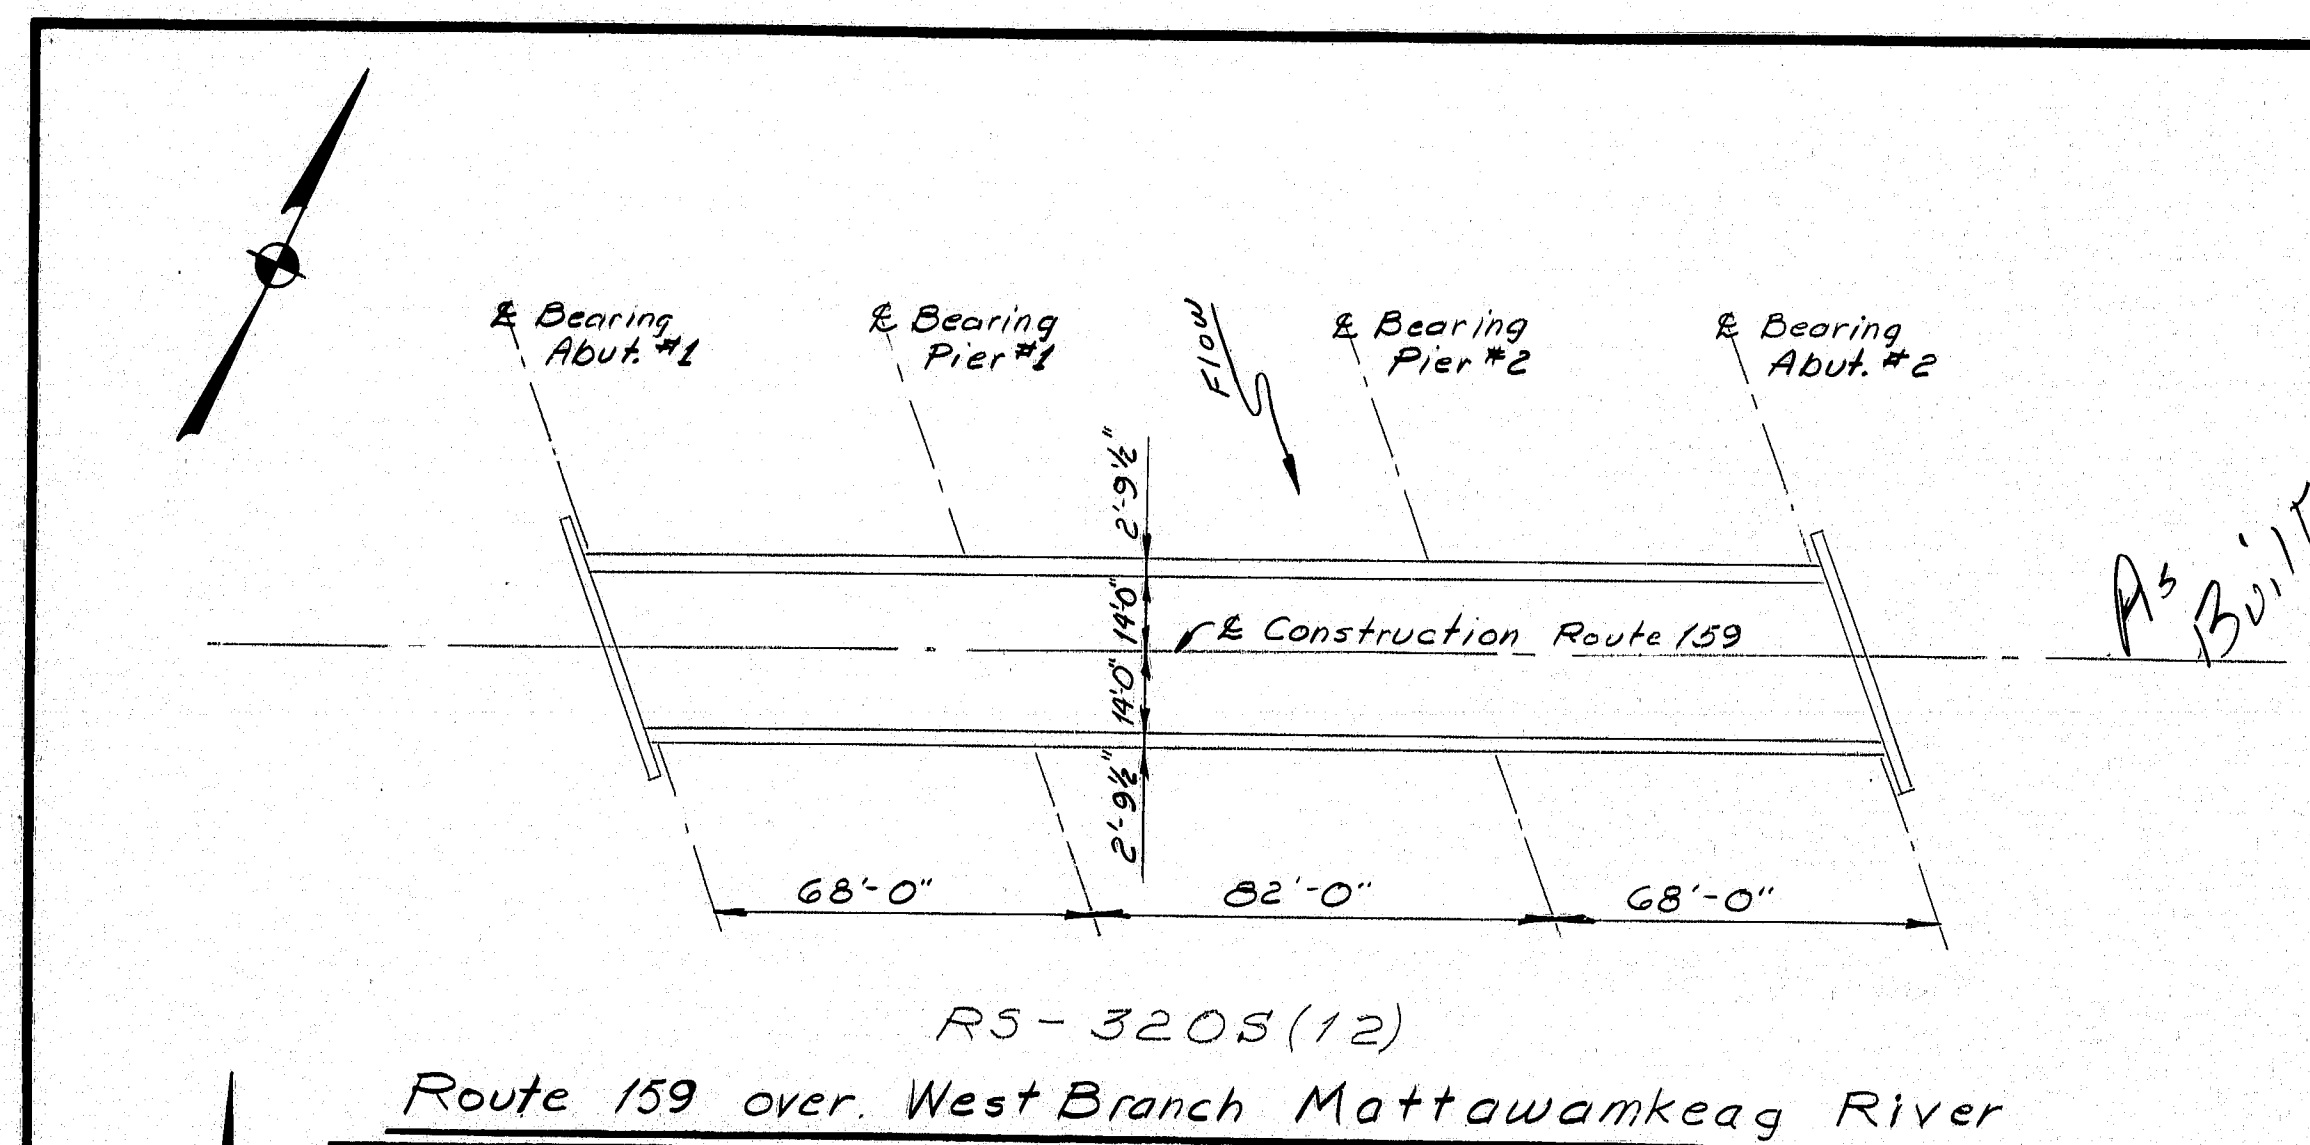 ℄ Bearing
Abut. #1
℄ Bearing
Pier #1
Flow
℄ Bearing
Pier #2
℄ Bearing
Abut. #2
2'-9½"
14'-0"
℄ Construction Route 159
14'-0"
2'-9½"
As
Built
68'-0"
82'-0"
68'-0"
RS-320S(12)
Route 159 over. West Branch Mattawamkeag River